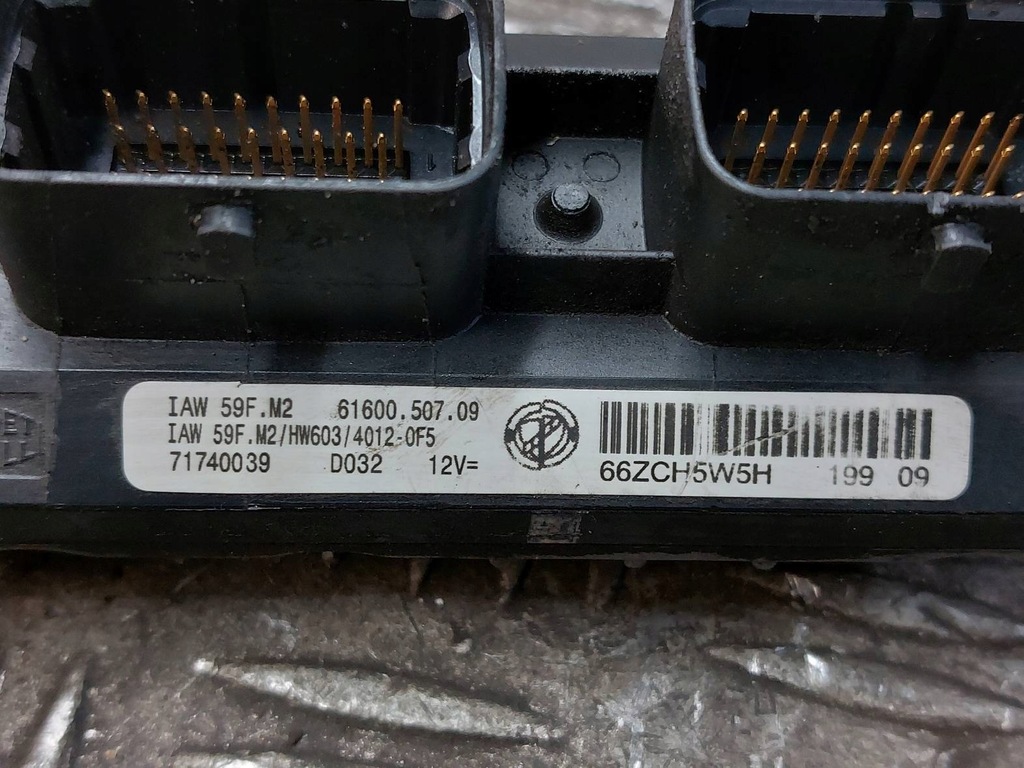 IAW 59F.M2 61600.507.09
IAW 59F.M2/HW603/4012-0F5
71740039 D032 12V=
66ZCH5W5H 199 09